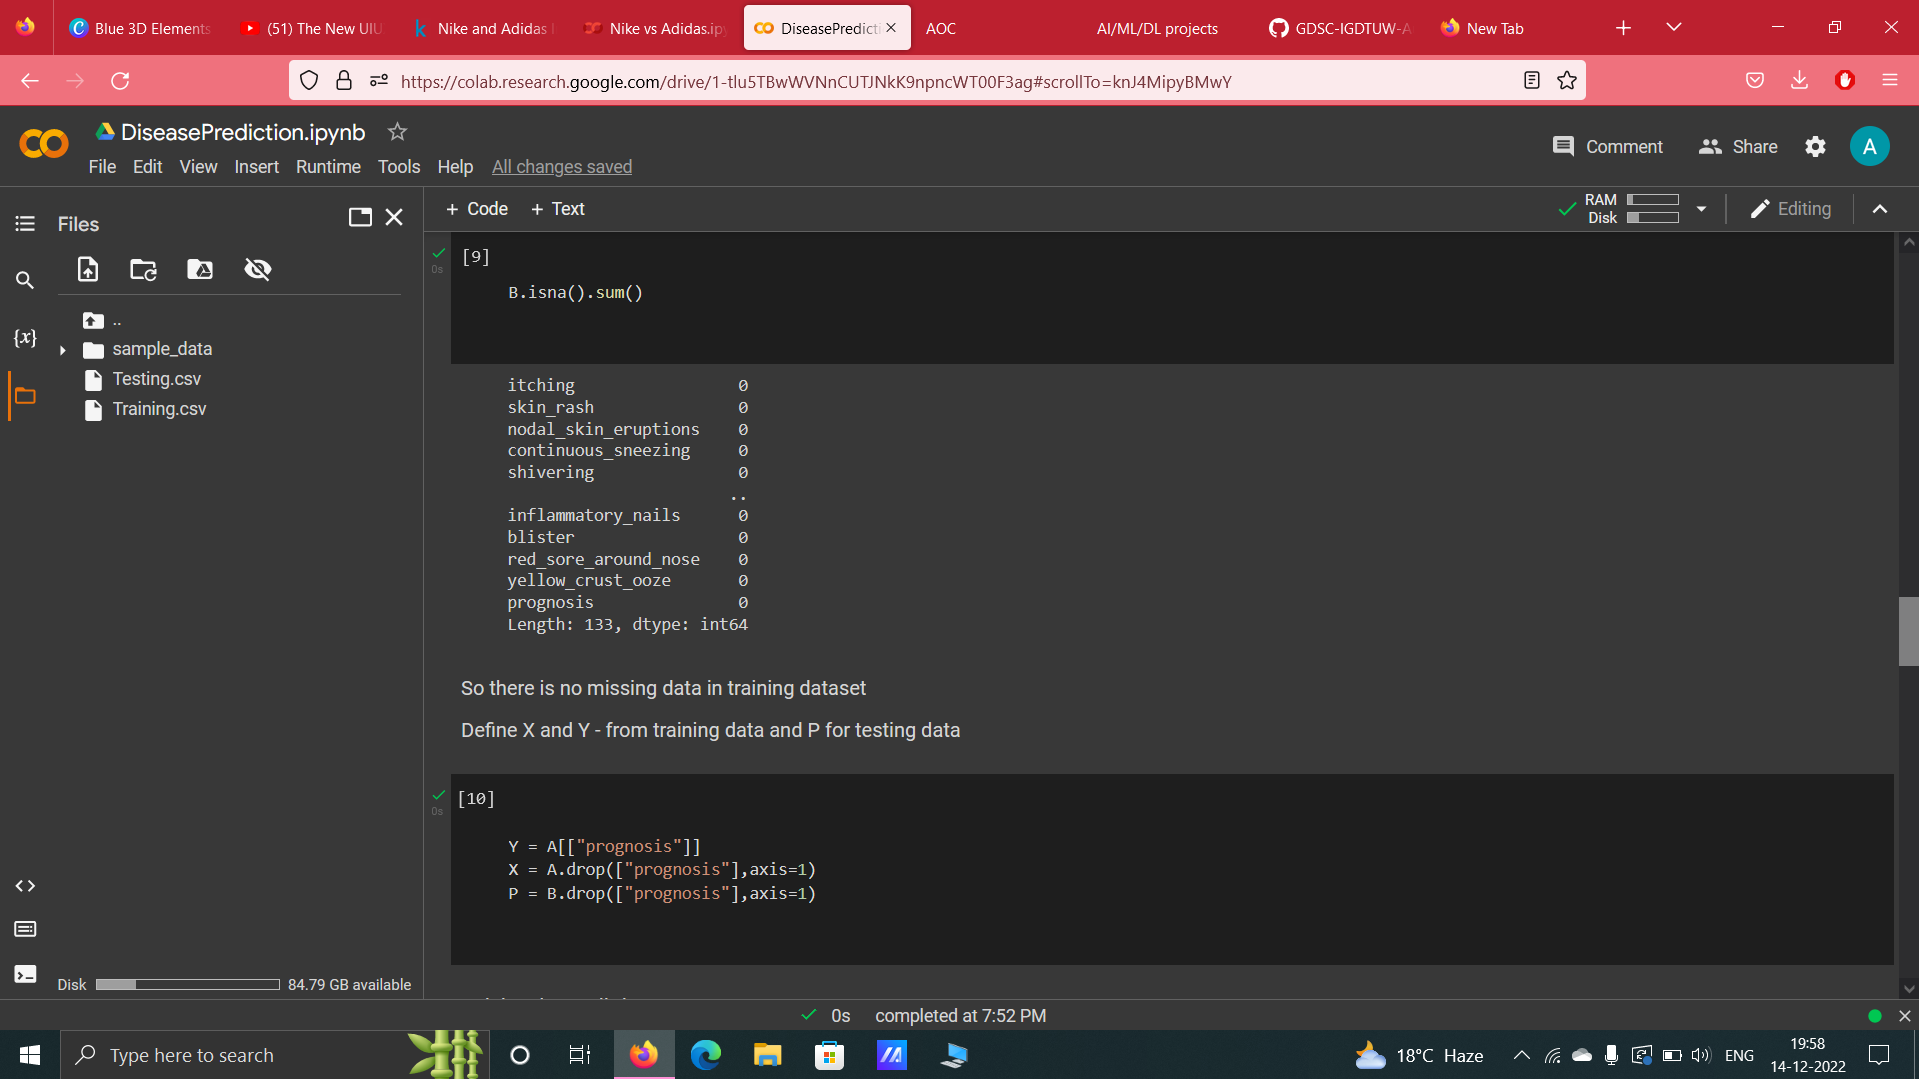 Blue 3D Elements
(51) The New UIU
Nike and Adidas
Nike vs Adidas.ipy
DiseasePredicti
AOC
AI/ML/DL projects
GDSC-IGDTUW-A
New Tab
https://colab.research.google.com/drive/1-tlu5TBwWVNnCUTJNkK9npncWT00F3ag#scrollTo=knJ4MipyBMwY
DiseasePrediction.ipynb
Comment
Share
A
File Edit View Insert Runtime Tools Help All changes saved
Files
+ Code + Text
RAM
Disk
Editing
..
sample_data
Testing.csv
Training.csv
{x}
[9]
0s
B.isna().sum()
itching 0
skin_rash 0
nodal_skin_eruptions 0
continuous_sneezing 0
shivering 0
..
inflammatory_nails 0
blister 0
red_sore_around_nose 0
yellow_crust_ooze 0
prognosis 0
Length: 133, dtype: int64
So there is no missing data in training dataset
Define X and Y - from training data and P for testing data
[10]
0s
Y = A[["prognosis"]]
X = A.drop(["prognosis"],axis=1)
P = B.drop(["prognosis"],axis=1)
Disk 84.79 GB available
0s completed at 7:52 PM
Type here to search
18°C Haze
ENG
19:58
14-12-2022